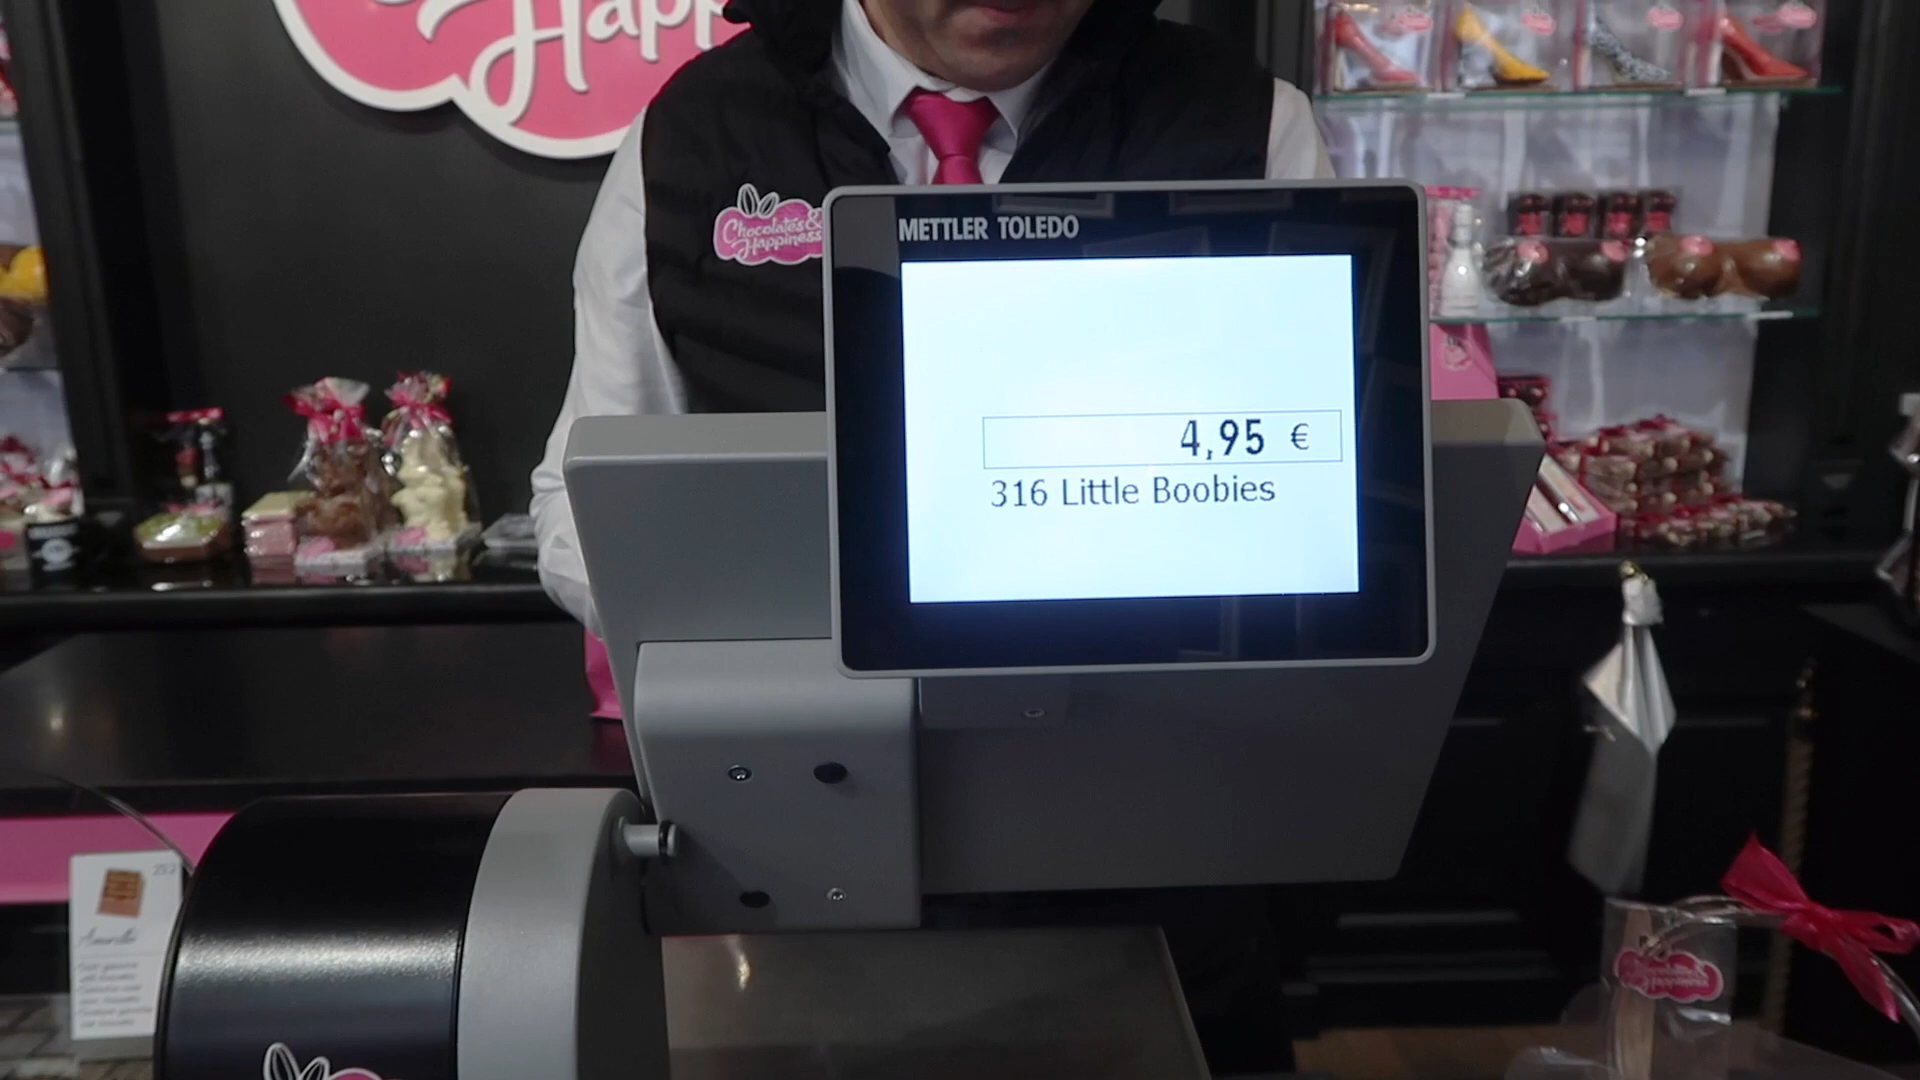 Happ
Chocolates&
Happiness
METTLER TOLEDO
4,95 €
316 Little Boobies